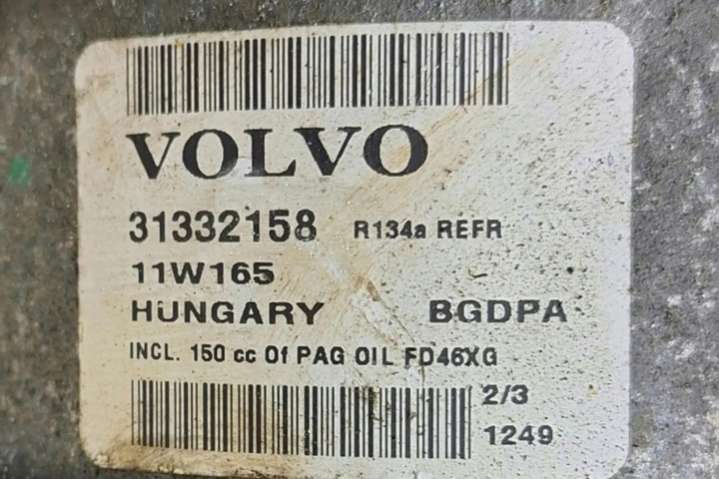 VOLVO
31332158 R134a REFR
11W165
HUNGARY BGDPA
INCL. 150 cc Of PAG OIL FD46XG
2/3
1249